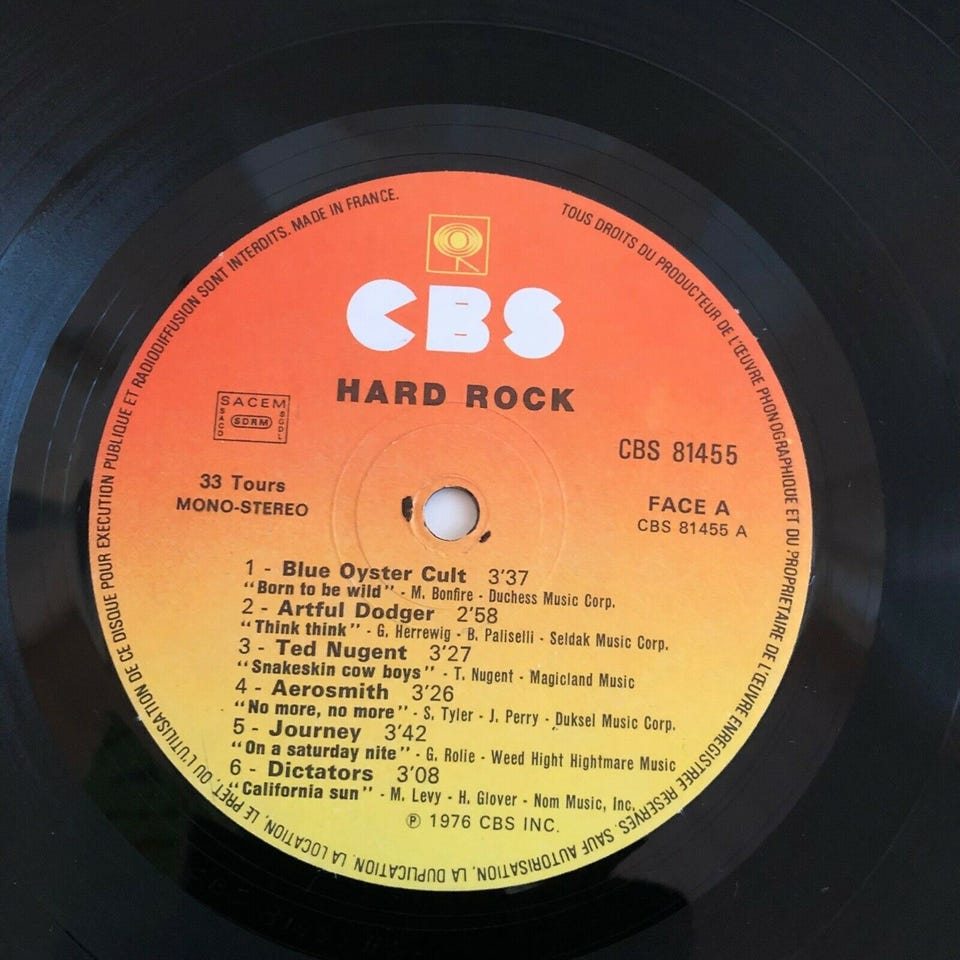 TOUS DROITS DU PRODUCTEUR DE L'ŒUVRE PHONOGRAPHIQUE ET DU PROPRIETAIRE DE L'ŒUVRE ENREGISTREE RESERVES. SAUF AUTORISATION, LA DUPLICATION, LA LOCATION, LE PRET, OU L'UTILISATION DE CE DISQUE POUR EXECUTION PUBLIQUE ET RADIODIFFUSION SONT INTERDITS. MADE IN FRANCE.
CBS
HARD ROCK
SACEM
SACD
SDRM
SGDL
CBS 81455
33 Tours
MONO-STEREO
FACE A
CBS 81455 A
1 - Blue Oyster Cult 3'37
"Born to be wild" - M. Bonfire - Duchess Music Corp.
2 - Artful Dodger 2'58
"Think think" - G. Herrewig - B. Paliselli - Seldak Music Corp.
3 - Ted Nugent 3'27
"Snakeskin cow boys" - T. Nugent - Magicland Music
4 - Aerosmith 3'26
"No more, no more" - S. Tyler - J. Perry - Duksel Music Corp.
5 - Journey 3'42
"On a saturday nite" - G. Rolie - Weed Hight Hightmare Music
6 - Dictators 3'08
"California sun" - M. Levy - H. Glover - Nom Music, Inc.
℗ 1976 CBS INC.